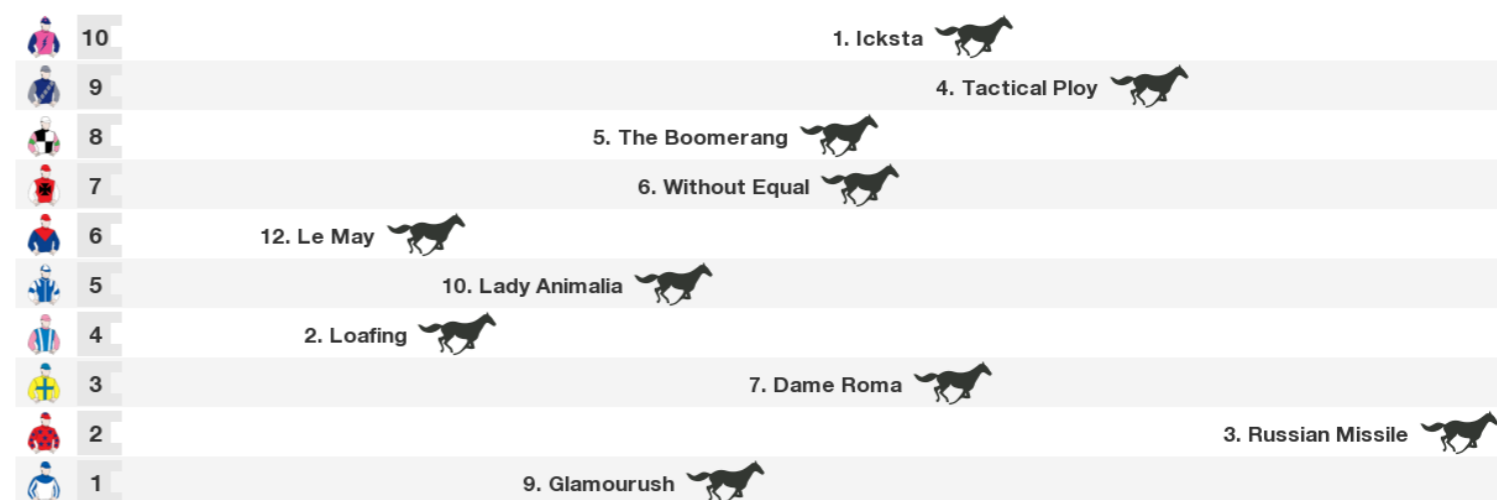 10 1. Icksta
9 4. Tactical Ploy
8 5. The Boomerang
7 6. Without Equal
6 12. Le May
5 10. Lady Animalia
4 2. Loafing
3 7. Dame Roma
2 3. Russian Missile
1 9. Glamourush